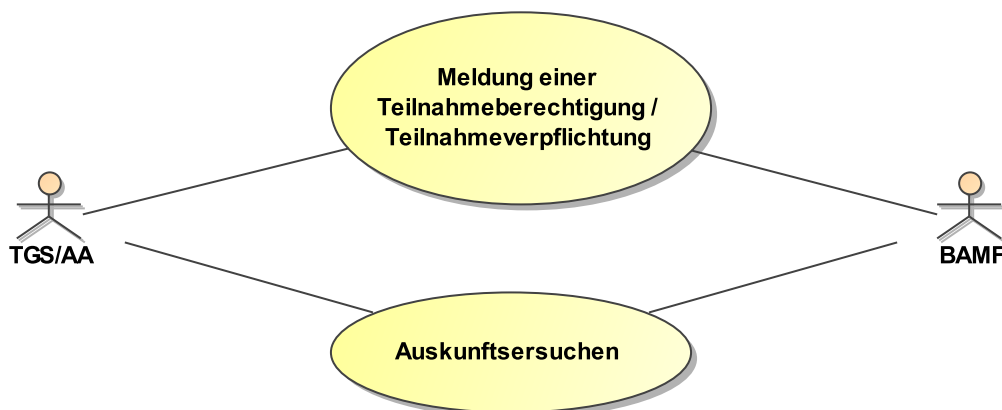 Meldung einer
Teilnahmeberechtigung /
Teilnahmeverpflichtung
TGS/AA
BAMF
Auskunftsersuchen